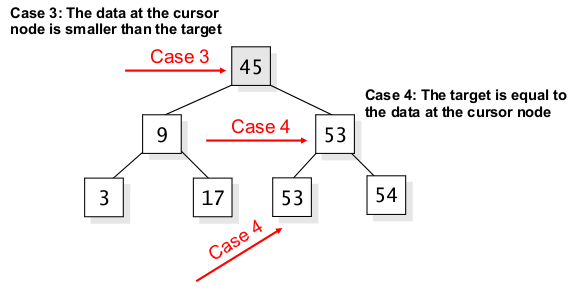 Case 3: The data at the cursor
node is smaller than the target
Case 3
45
Case 4: The target is equal to
the data at the cursor node
9
Case 4
53
3
17
53
54
Case 4